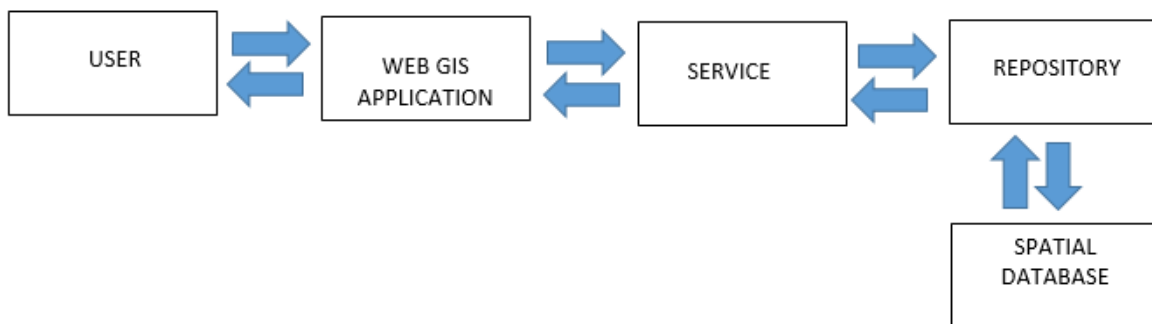 USER
WEB GIS
APPLICATION
SERVICE
REPOSITORY
SPATIAL
DATABASE